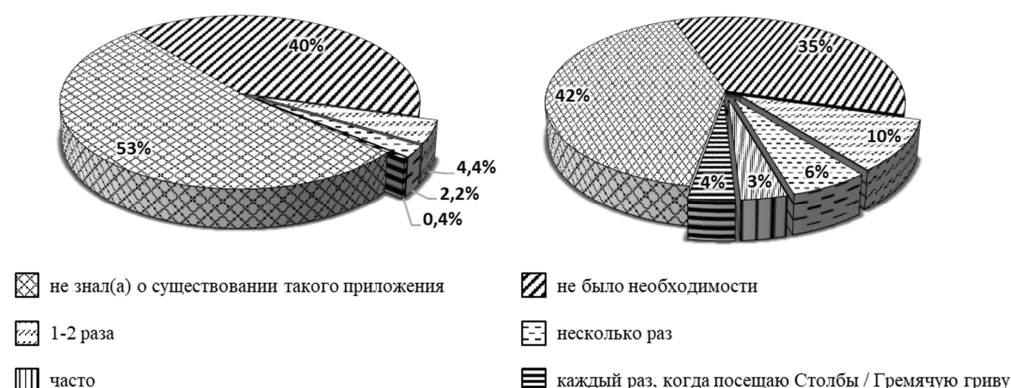 40%
53%
4,4%
2,2%
0,4%
35%
42%
10%
6%
3%
4%
не знал(а) о существовании такого приложения
не было необходимости
1-2 раза
несколько раз
часто
каждый раз, когда посещаю Столбы / Гремячую гриву